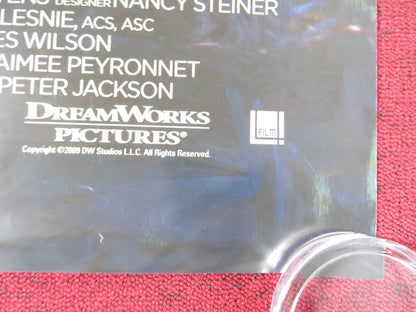 DESIGNER NANCY STEINER
LESNIE, ACS, ASC
ES WILSON
AIMEE PEYRONNET
PETER JACKSON
DREAMWORKS
PICTURES®
Copyright ©2009 DW Studios L.L.C. All Rights Reserved.
FILM